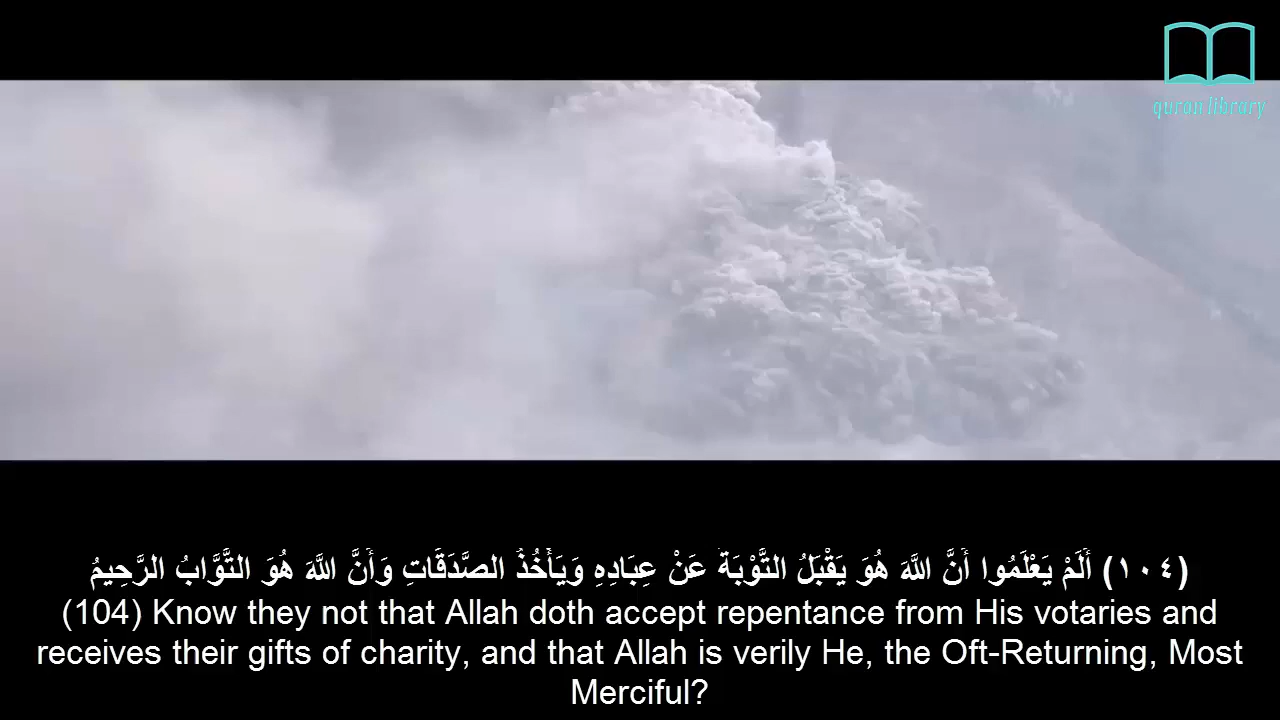 quran library
(١٠٤) أَلَمْ يَعْلَمُوا أَنَّ اللَّهَ هُوَ يَقْبَلُ التَّوْبَةَ عَنْ عِبَادِهِ وَيَأْخُذُ الصَّدَقَاتِ وَأَنَّ اللَّهَ هُوَ التَّوَّابُ الرَّحِيمُ
(104) Know they not that Allah doth accept repentance from His votaries and
receives their gifts of charity, and that Allah is verily He, the Oft-Returning, Most
Merciful?